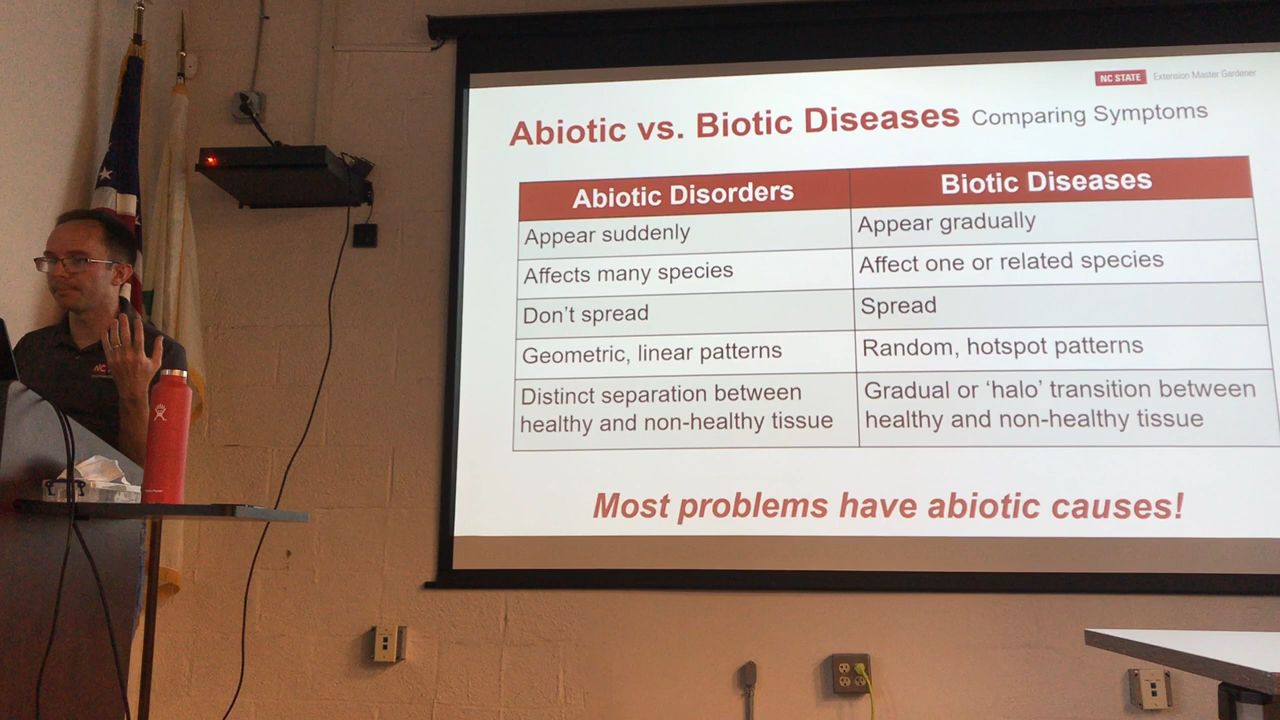 NC STATE Extension Master Gardener
Abiotic vs. Biotic Diseases Comparing Symptoms
Abiotic Disorders Biotic Diseases
Appear suddenly Appear gradually
Affects many species Affect one or related species
Don't spread Spread
Geometric, linear patterns Random, hotspot patterns
Distinct separation between
healthy and non-healthy tissue
Gradual or 'halo' transition between
healthy and non-healthy tissue
Most problems have abiotic causes!
NC